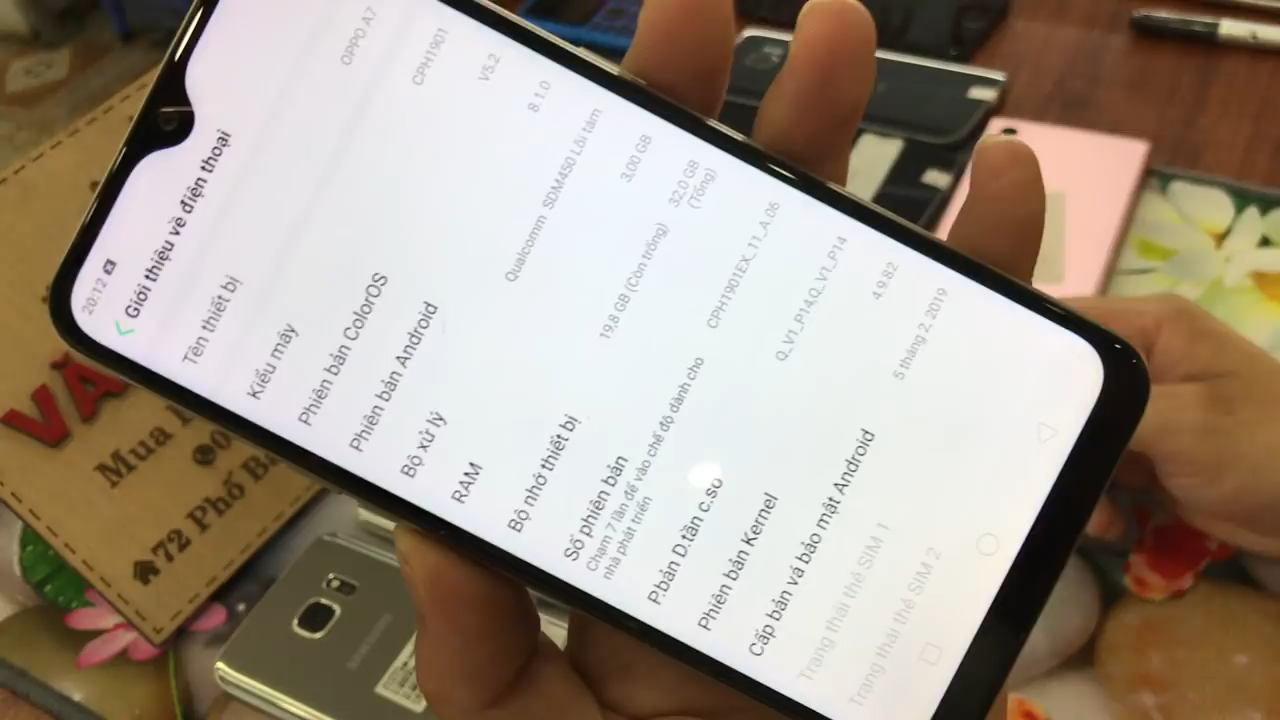 20:12
Giới thiệu về điện thoại
Tên thiết bị OPPO A7
Kiểu máy CPH1901
Phiên bản ColorOS V5.2
Phiên bản Android 8.1.0
Bộ xử lý Qualcomm SDM450 Lõi tám
RAM 3.00 GB
Bộ nhớ thiết bị 19.8 GB (Còn trống) 32.0 GB
(Tổng)
Số phiên bản CPH1901EX_11_A.06
Chạm 7 lần để vào chế độ dành cho
nhà phát triển
P.bản D.tần c.sở Q_V1_P14,Q_V1_P14
Phiên bản Kernel 4.9.82
Cấp bản vá bảo mật Android 5 tháng 2, 2019
Trạng thái thẻ SIM 1
Trạng thái thẻ SIM 2
VĂ
Mua
0
72 Phố Ba
SAMSUNG